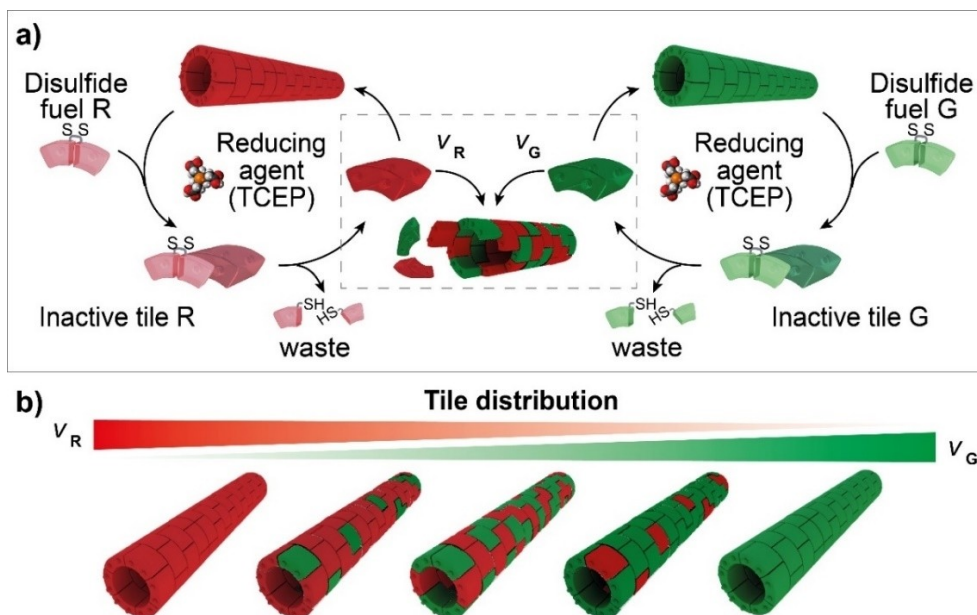 a)
Disulfide
fuel R
S S
Reducing
agent
(TCEP)
S S
Inactive tile R
SH
HS
waste
V R
V G
Reducing
agent
(TCEP)
Disulfide
fuel G
S S
S S
Inactive tile G
SH
HS
waste
b)
Tile distribution
V R
V G